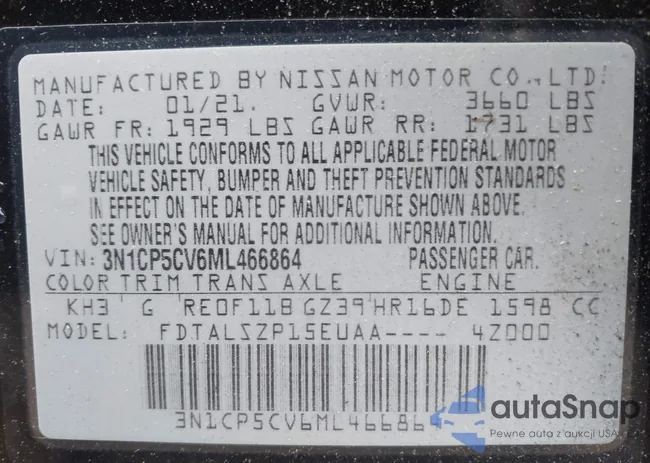 MANUFACTURED BY NISSAN MOTOR CO., LTD.
DATE: 01/21. GVWR: 3660 LBS
GAWR FR: 1929 LBS GAWR RR: 1731 LBS
THIS VEHICLE CONFORMS TO ALL APPLICABLE FEDERAL MOTOR
VEHICLE SAFETY, BUMPER AND THEFT PREVENTION STANDARDS
IN EFFECT ON THE DATE OF MANUFACTURE SHOWN ABOVE.
SEE OWNER'S MANUAL FOR ADDITIONAL INFORMATION.
VIN: 3N1CP5CV6ML466864 PASSENGER CAR.
COLOR TRIM TRANS AXLE ENGINE
KH3 G RE0F11B GZ39 HR16DE 1598 CC
MODEL: FDTALSZP15EUAA---- 4Z000
3N1CP5CV6ML46686
autaSnap
Pewne auta z aukcji USA